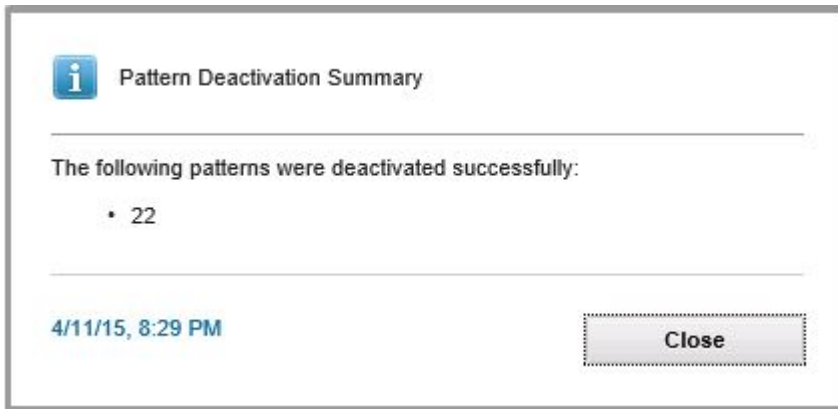 Pattern Deactivation Summary
The following patterns were deactivated successfully:
• 22
4/11/15, 8:29 PM
Close